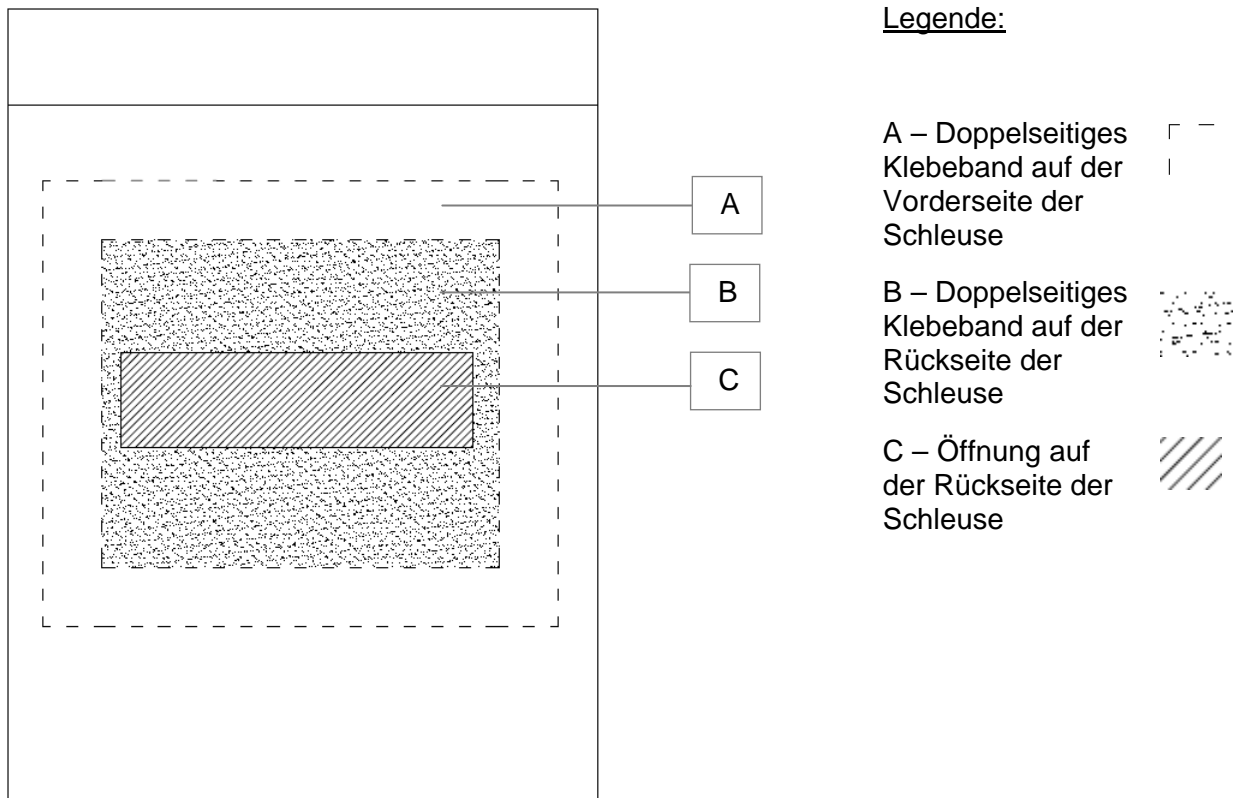 Legende:
A
B
C
A – Doppelseitiges
Klebeband auf der
Vorderseite der
Schleuse
B – Doppelseitiges
Klebeband auf der
Rückseite der
Schleuse
C – Öffnung auf
der Rückseite der
Schleuse